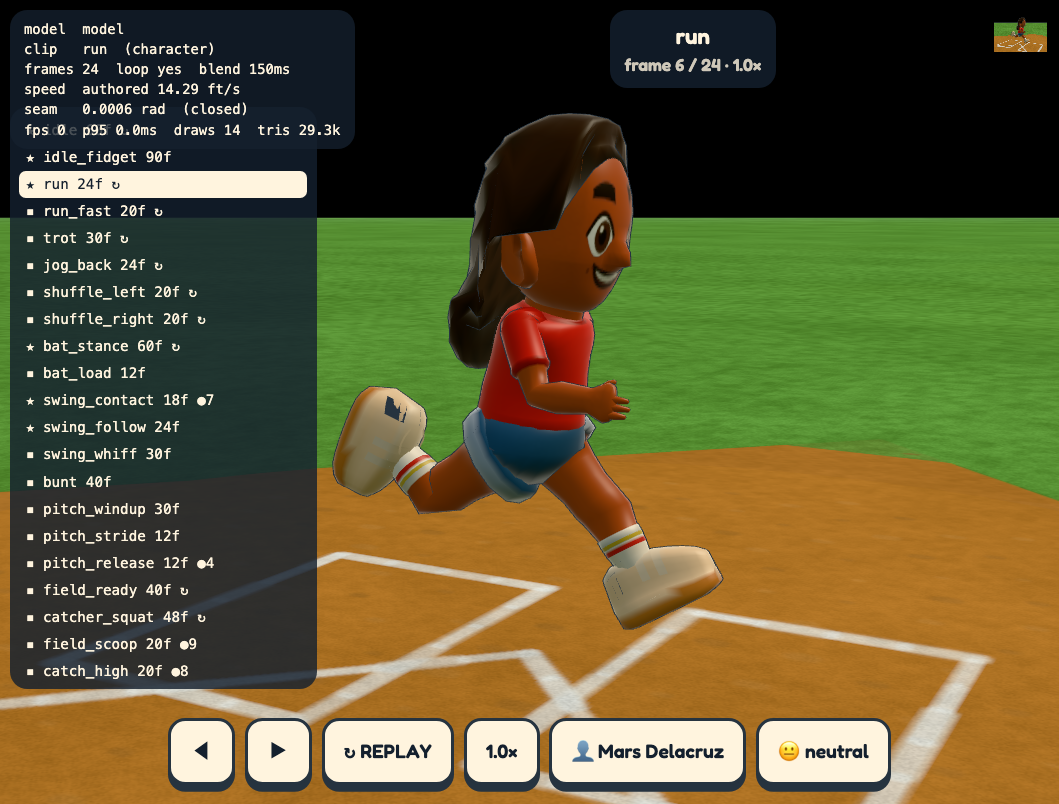 model model
clip run (character)
frames 24 loop yes blend 150ms
speed authored 14.29 ft/s
seam 0.0006 rad (closed)
fps 0 p95 0.0ms draws 14 tris 29.3k
★ idle_fidget 90f
★ run 24f ↻
▪ run_fast 20f ↻
▪ trot 30f ↻
▪ jog_back 24f ↻
▪ shuffle_left 20f ↻
▪ shuffle_right 20f ↻
★ bat_stance 60f ↻
▪ bat_load 12f
★ swing_contact 18f ●7
★ swing_follow 24f
▪ swing_whiff 30f
▪ bunt 40f
▪ pitch_windup 30f
▪ pitch_stride 12f
▪ pitch_release 12f ●4
▪ field_ready 40f ↻
▪ catcher_squat 48f ↻
▪ field_scoop 20f ●9
▪ catch_high 20f ●8
run
frame 6 / 24 · 1.0×
◀ ▶ ↻ REPLAY 1.0× 👤 Mars Delacruz 😐 neutral